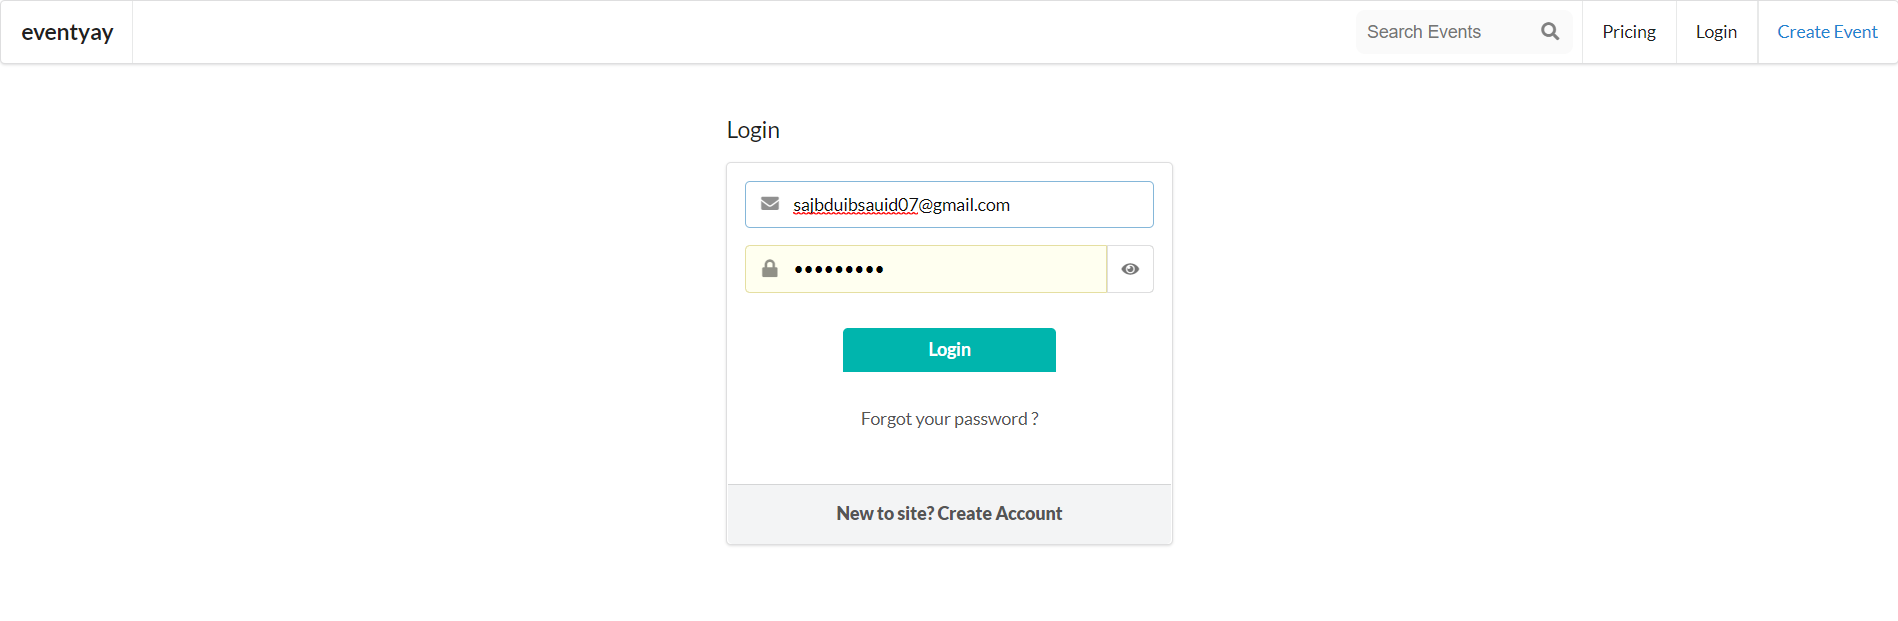 eventyay
Search Events
Pricing
Login
Create Event
Login
sajbduibsauid07@gmail.com
•••••••••
Login
Forgot your password ?
New to site? Create Account